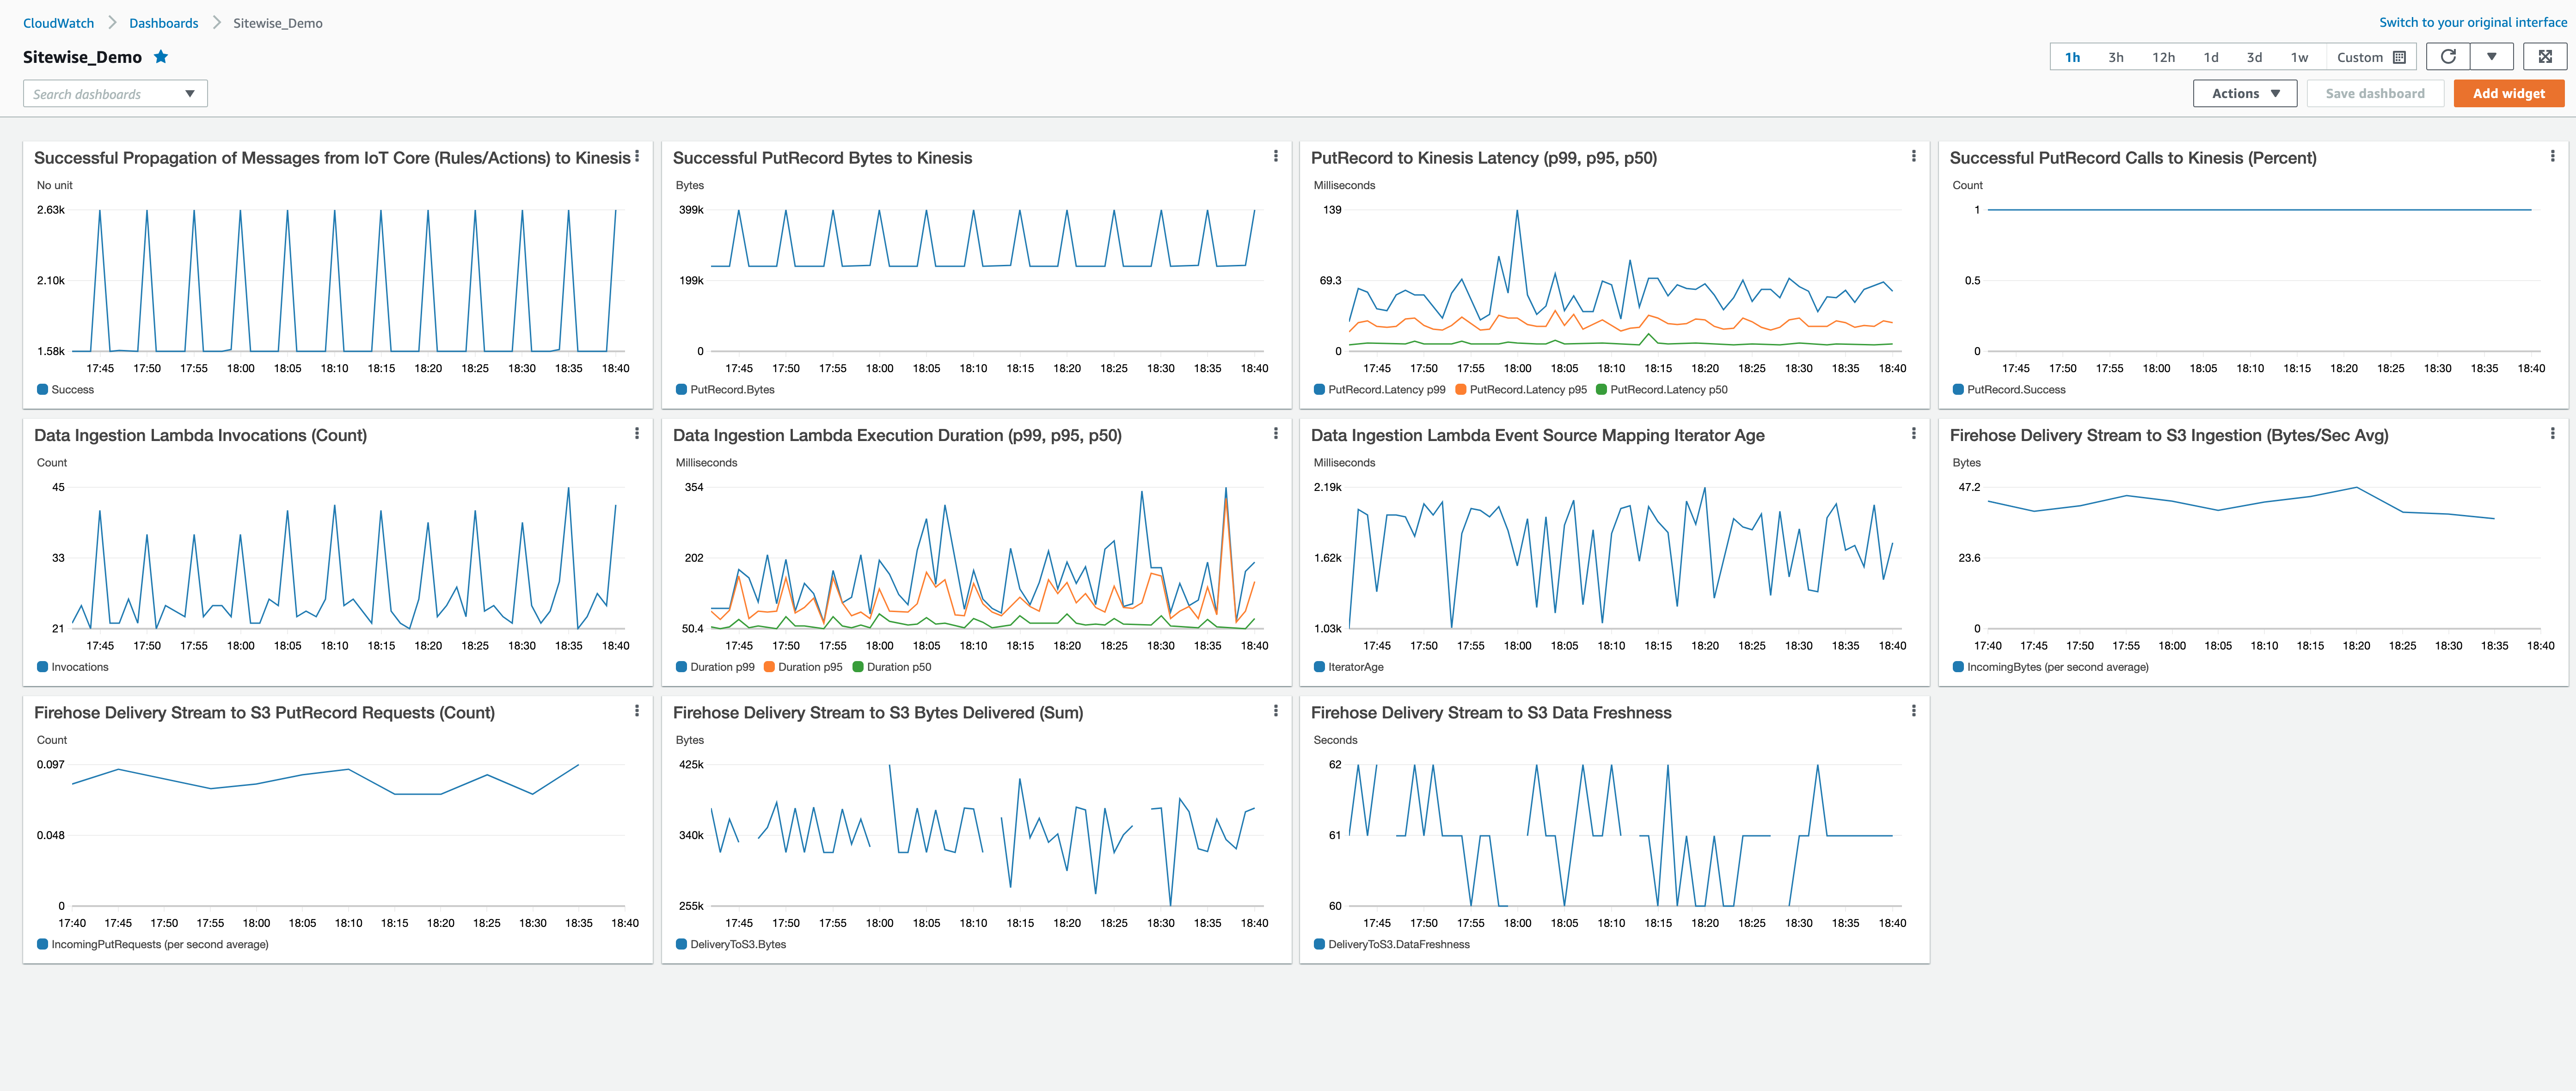 CloudWatch Dashboards Sitewise_Demo
Switch to your original interface
Sitewise_Demo
1h 3h 12h 1d 3d 1w Custom
Search dashboards
Actions Save dashboard Add widget
Successful Propagation of Messages from IoT Core (Rules/Actions) to Kinesis
No unit
2.63k
2.10k
1.58k
17:45 17:50 17:55 18:00 18:05 18:10 18:15 18:20 18:25 18:30 18:35 18:40
Success
Successful PutRecord Bytes to Kinesis
Bytes
399k
199k
0
17:45 17:50 17:55 18:00 18:05 18:10 18:15 18:20 18:25 18:30 18:35 18:40
PutRecord.Bytes
PutRecord to Kinesis Latency (p99, p95, p50)
Milliseconds
139
69.3
0
17:45 17:50 17:55 18:00 18:05 18:10 18:15 18:20 18:25 18:30 18:35 18:40
PutRecord.Latency p99 PutRecord.Latency p95 PutRecord.Latency p50
Successful PutRecord Calls to Kinesis (Percent)
Count
1
0.5
0
17:45 17:50 17:55 18:00 18:05 18:10 18:15 18:20 18:25 18:30 18:35 18:40
PutRecord.Success
Data Ingestion Lambda Invocations (Count)
Count
45
33
21
17:45 17:50 17:55 18:00 18:05 18:10 18:15 18:20 18:25 18:30 18:35 18:40
Invocations
Data Ingestion Lambda Execution Duration (p99, p95, p50)
Milliseconds
354
202
50.4
17:45 17:50 17:55 18:00 18:05 18:10 18:15 18:20 18:25 18:30 18:35 18:40
Duration p99 Duration p95 Duration p50
Data Ingestion Lambda Event Source Mapping Iterator Age
Milliseconds
2.19k
1.62k
1.03k
17:45 17:50 17:55 18:00 18:05 18:10 18:15 18:20 18:25 18:30 18:35 18:40
IteratorAge
Firehose Delivery Stream to S3 Ingestion (Bytes/Sec Avg)
Bytes
47.2
23.6
0
17:40 17:45 17:50 17:55 18:00 18:05 18:10 18:15 18:20 18:25 18:30 18:35 18:40
IncomingBytes (per second average)
Firehose Delivery Stream to S3 PutRecord Requests (Count)
Count
0.097
0.048
0
17:40 17:45 17:50 17:55 18:00 18:05 18:10 18:15 18:20 18:25 18:30 18:35 18:40
IncomingPutRequests (per second average)
Firehose Delivery Stream to S3 Bytes Delivered (Sum)
Bytes
425k
340k
255k
17:45 17:50 17:55 18:00 18:05 18:10 18:15 18:20 18:25 18:30 18:35 18:40
DeliveryToS3.Bytes
Firehose Delivery Stream to S3 Data Freshness
Seconds
62
61
60
17:45 17:50 17:55 18:00 18:05 18:10 18:15 18:20 18:25 18:30 18:35 18:40
DeliveryToS3.DataFreshness